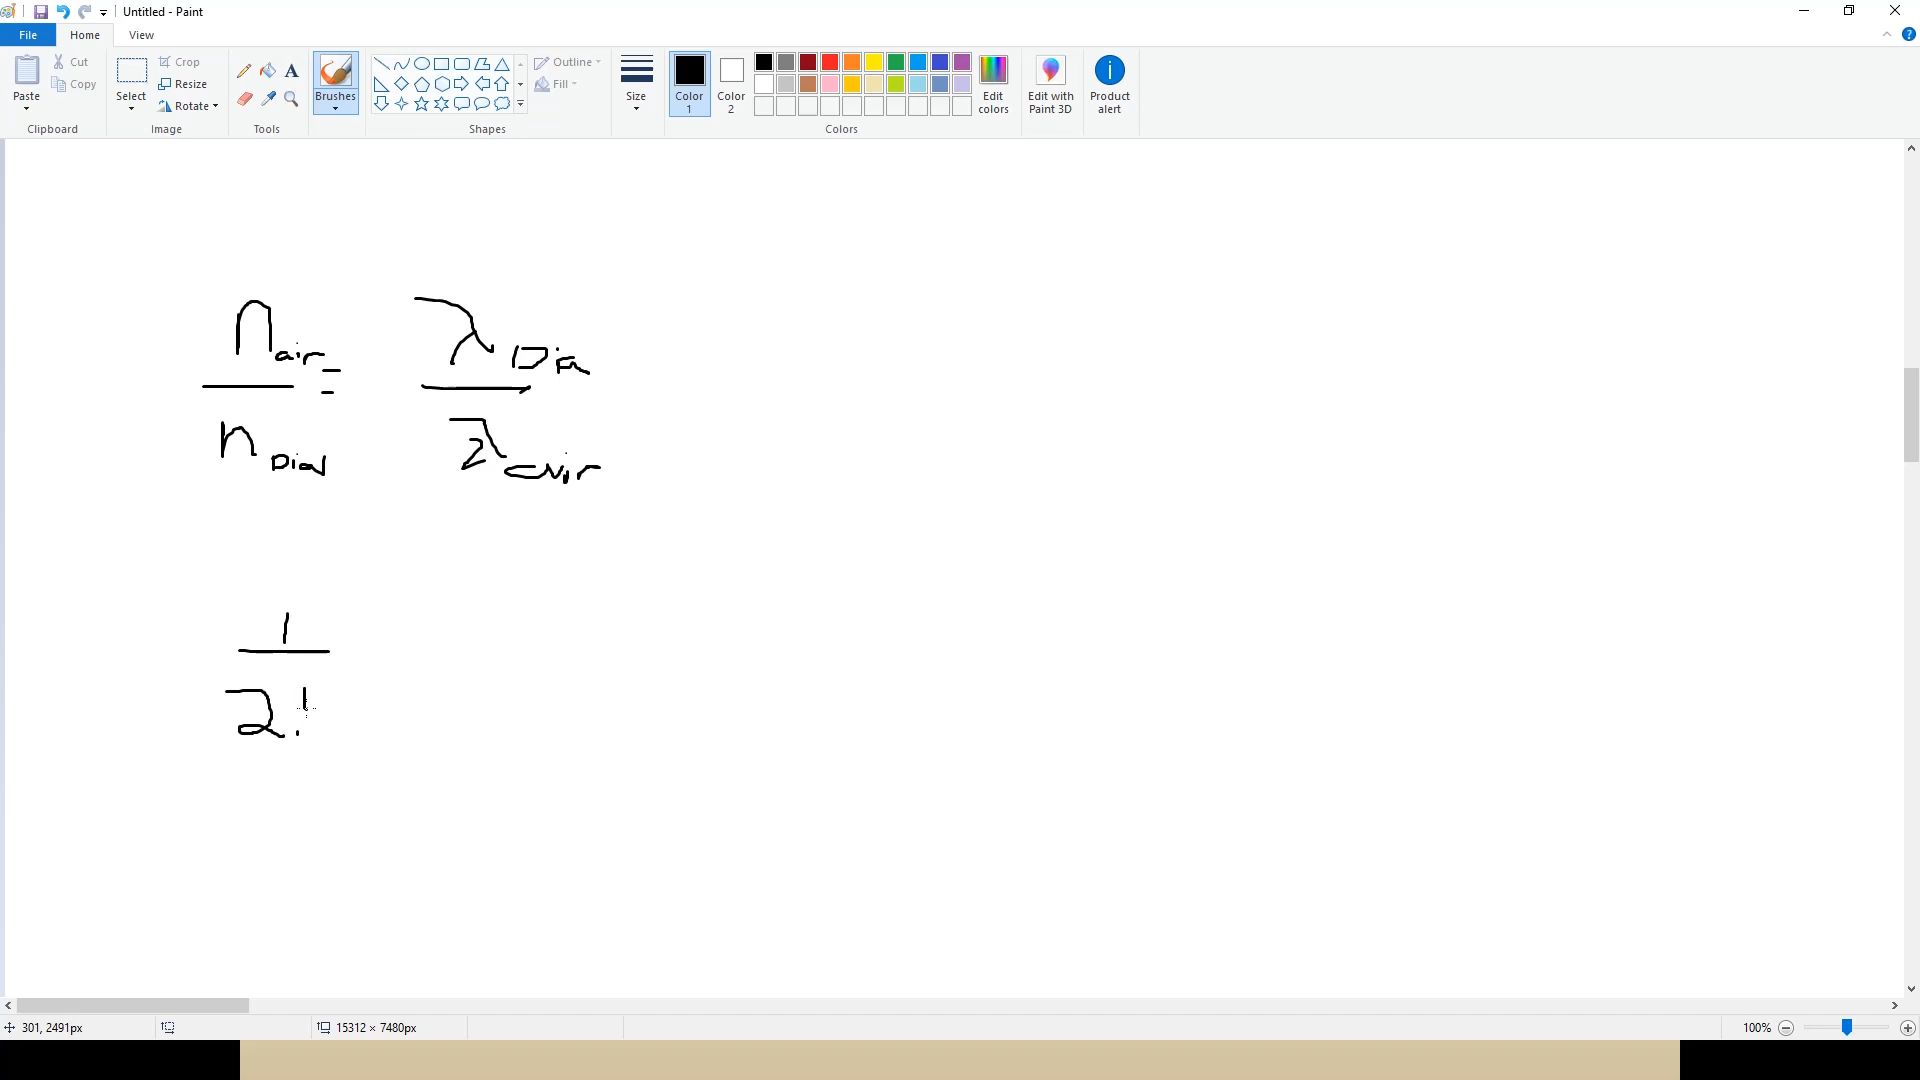 Untitled - Paint
File Home View
Paste Cut Copy Clipboard
Select Crop Resize Rotate Image
Tools
Brushes
Shapes
Outline Fill
Size
Color 1 Color 2 Edit colors Colors
Edit with Paint 3D
Product alert
n air = λ Dia
n Dial λ air
1
2.
301, 2491px 15312 × 7480px 100%